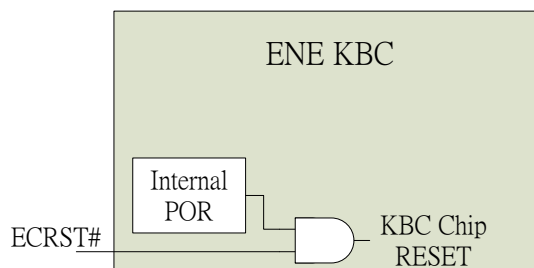 ENE KBC
Internal
POR
ECRST#
KBC Chip
RESET